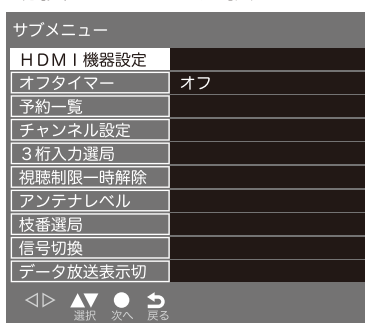 サブメニュー
ＨＤＭＩ機器設定
オフタイマー オフ
予約一覧
チャンネル設定
３桁入力選局
視聴制限一時解除
アンテナレベル
枝番選局
信号切換
データ放送表示切
選択 次へ 戻る